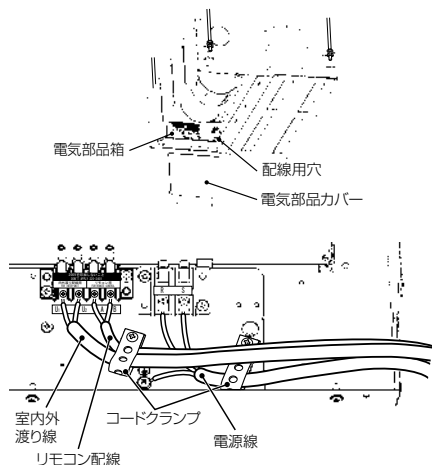 電気部品箱
配線用穴
電気部品カバー
R S
室内外
渡り線
リモコン配線
コードクランプ
電源線